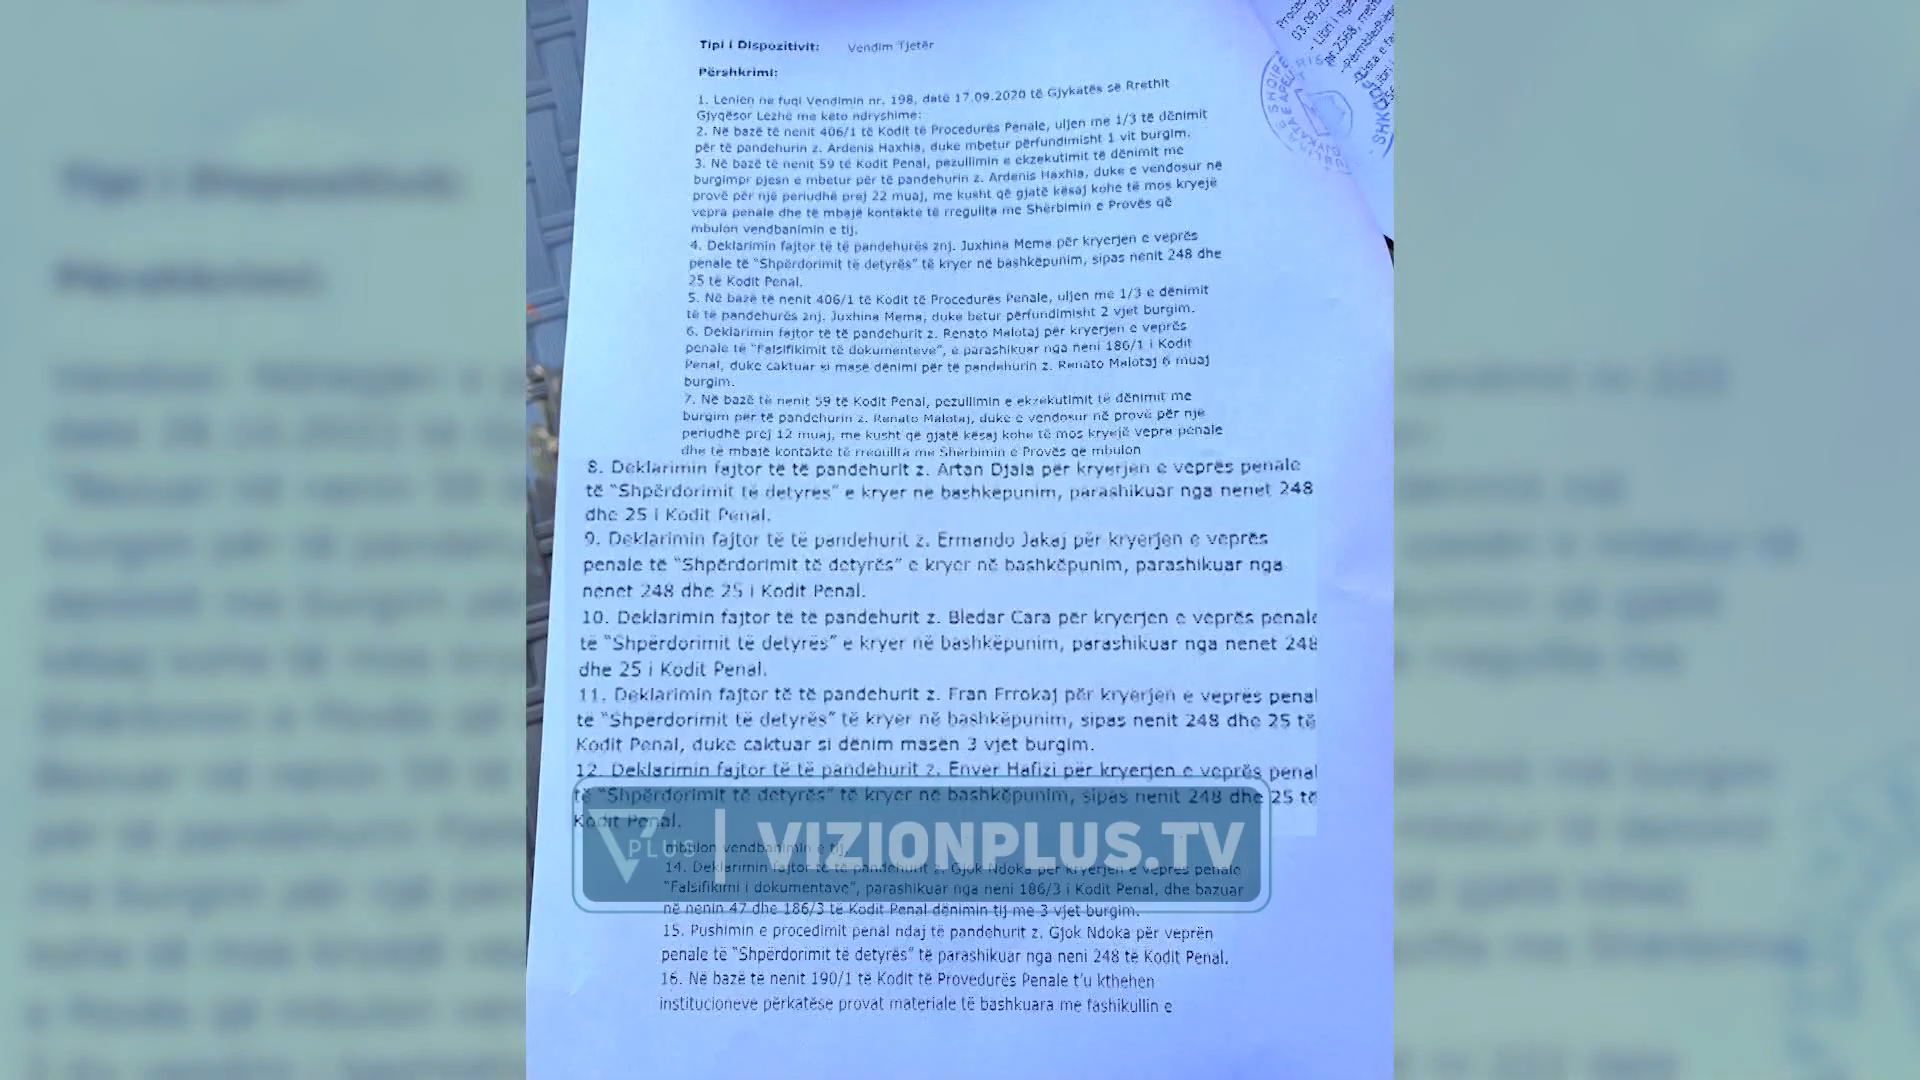 Tipi i Dispozitivit: Vendim Tjetër
Përshkrimi:
1. Lenien në fuqi Vendimin nr. 198, datë 17.09.2020 të Gjykatës së Rrethit
Gjyqësor Lezhë me këto ndryshime:
2. Në bazë të nenit 406/1 të Kodit të Procedurës Penale, uljen me 1/3 të dënimit
për të pandehurin z. Ardenis Haxhia, duke mbetur përfundimisht 1 vit burgim.
3. Në bazë të nenit 59 të Kodit Penal, pezullimin e ekzekutimit të dënimit me
burgimpr pjesn e mbetur për të pandehurin z. Ardenis Haxhia, duke e vendosur në
provë për një periudhë prej 22 muaj, me kusht që gjatë kësaj kohe të mos kryejë
vepra penale dhe të mbajë kontakte të rregullta me Shërbimin e Provës që
mbulon vendbanimin e tij.
4. Deklarimin fajtor të të pandehurës znj. Juxhina Mema për kryerjen e veprës
penale të "Shpërdorimit të detyrës" të kryer në bashkëpunim, sipas nenit 248 dhe
25 të Kodit Penal.
5. Në bazë të nenit 406/1 të Kodit të Procedurës Penale, uljen me 1/3 e dënimit
të të pandehurës znj. Juxhina Mema, duke betur përfundimisht 2 vjet burgim.
6. Deklarimin fajtor të të pandehurit z. Renato Malotaj për kryerjen e veprës
penale të "Falsifikimit të dokumenteve", e parashikuar nga neni 186/1 i Kodit
Penal, duke caktuar si masë dënimi për të pandehurin z. Renato Malotaj 6 muaj
burgim.
7. Në bazë të nenit 59 të Kodit Penal, pezullimin e ekzekutimit të dënimit me
burgim për të pandehurin z. Renato Malotaj, duke e vendosur në provë për një
periudhë prej 12 muaj, me kusht që gjatë kësaj kohe të mos kryejë vepra penale
dhe të mbajë kontakte të rregullta me Shërbimin e Provës që mbulon
8. Deklarimin fajtor të të pandehurit z. Artan Djala për kryerjen e veprës penale
të "Shpërdorimit të detyrës" e kryer në bashkëpunim, parashikuar nga nenet 248
dhe 25 i Kodit Penal.
9. Deklarimin fajtor të të pandehurit z. Ermando Jakaj për kryerjen e veprës
penale të "Shpërdorimit të detyrës" e kryer në bashkëpunim, parashikuar nga
nenet 248 dhe 25 i Kodit Penal.
10. Deklarimin fajtor të të pandehurit z. Bledar Cara për kryerjen e veprës penale
të "Shpërdorimit të detyrës" e kryer në bashkëpunim, parashikuar nga nenet 248
dhe 25 i Kodit Penal.
11. Deklarimin fajtor të të pandehurit z. Fran Frrokaj për kryerjen e veprës penal
të "Shpërdorimit të detyrës" të kryer në bashkëpunim, sipas nenit 248 dhe 25 të
Kodit Penal, duke caktuar si dënim masën 3 vjet burgim.
12. Deklarimin fajtor të të pandehurit z. Enver Hafizi për kryerjen e veprës penal
të "Shpërdorimit të detyrës" të kryer në bashkëpunim, sipas nenit 248 dhe 25 të
Kodit Penal.
mbulon vendbanimin e tij.
PLUS VIZIONPLUS.TV
14. Deklarimin fajtor të të pandehurit z. Gjok Ndoka për kryerjen e veprës penale
"Falsifikimi i dokumentave", parashikuar nga neni 186/3 i Kodit Penal, dhe bazuar
në nenin 47 dhe 186/3 të Kodit Penal dënimin tij me 3 vjet burgim.
15. Pushimin e procedimit penal ndaj të pandehurit z. Gjok Ndoka për veprën
penale të "Shpërdorimit të detyrës" të parashikuar nga neni 248 të Kodit Penal.
16. Në bazë të nenit 190/1 të Kodit të Provedurës Penale t'u kthehen
institucioneve përkatëse provat materiale të bashkuara me fashikullin e